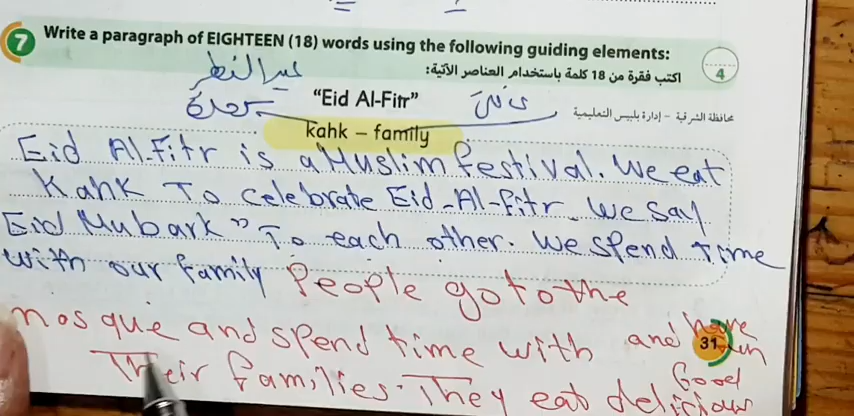 7 Write a paragraph of EIGHTEEN (18) words using the following guiding elements:
4
اكتب فقرة من 18 كلمة باستخدام العناصر الآتية:
عيد الفطر
"Eid Al-Fitr"
محافظة الشرقية – إدارة بلبيس التعليمية
kahk – family
Eid Al-Fitr is a Muslim festival. We eat
Kahk To celebrate Eid-Al-fitr. We say
Eid Mubark" To each other. We spend time
with our family People go to the
mosque and spend time with and have
31
Their families. They eat delicious
Good